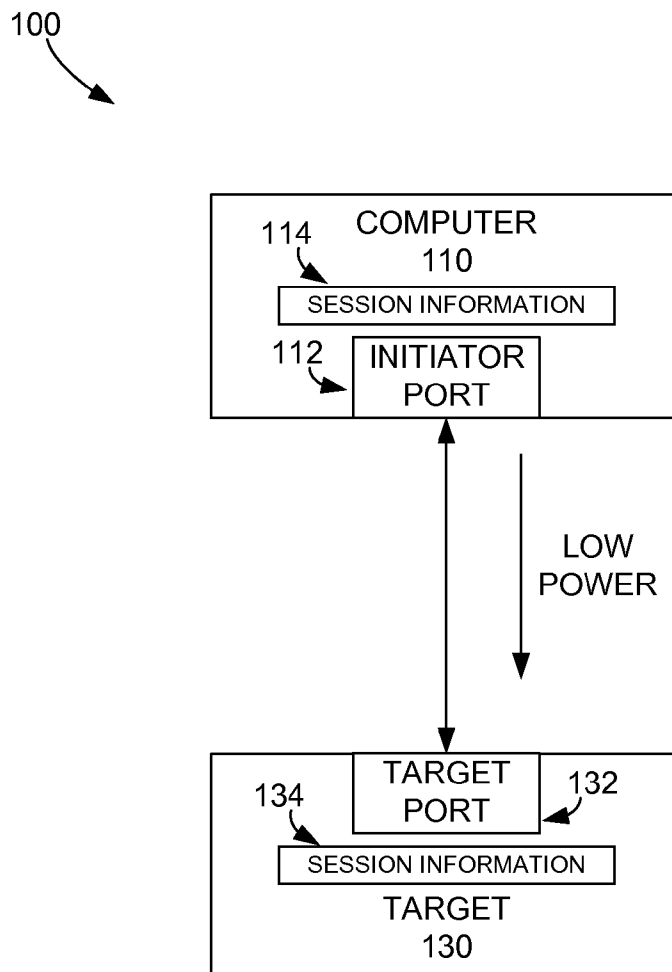 100
COMPUTER
110
114
SESSION INFORMATION
112
INITIATOR
PORT
LOW
POWER
TARGET
PORT
132
134
SESSION INFORMATION
TARGET
130